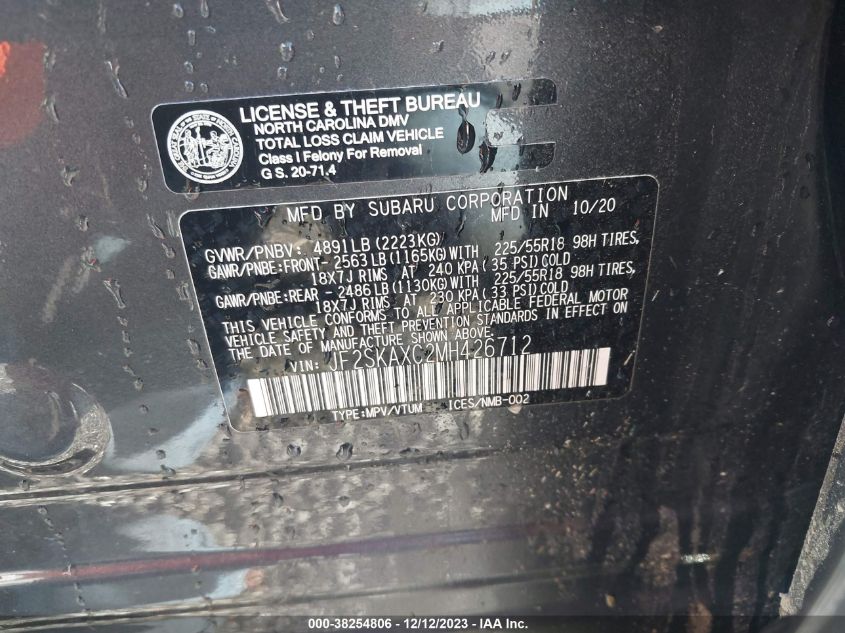 LICENSE & THEFT BUREAU
NORTH CAROLINA DMV
TOTAL LOSS CLAIM VEHICLE
Class I Felony For Removal
G S. 20-71.4
MFD BY SUBARU CORPORATION
MFD IN 10/20
GVWR/PNBV: 4891LB (2223KG)
GAWR/PNBE:FRONT- 2563LB (1165KG) WITH 225/55R18 98H TIRES,
18X7J RIMS AT 240 KPA (35 PSI) COLD
GAWR/PNBE:REAR -2486LB (1130KG) WITH 225/55R18 98H TIRES,
18X7J RIMS AT 230 KPA (33 PSI) COLD
THIS VEHICLE CONFORMS TO ALL APPLICABLE FEDERAL MOTOR
VEHICLE SAFETY AND THEFT PREVENTION STANDARDS IN EFFECT ON
THE DATE OF MANUFACTURE SHOWN ABOVE.
VIN: JF2SKAXC2MH426712
TYPE:MPV/VTUM ICES/NMB-002
000-38254806 - 12/12/2023 - IAA Inc.